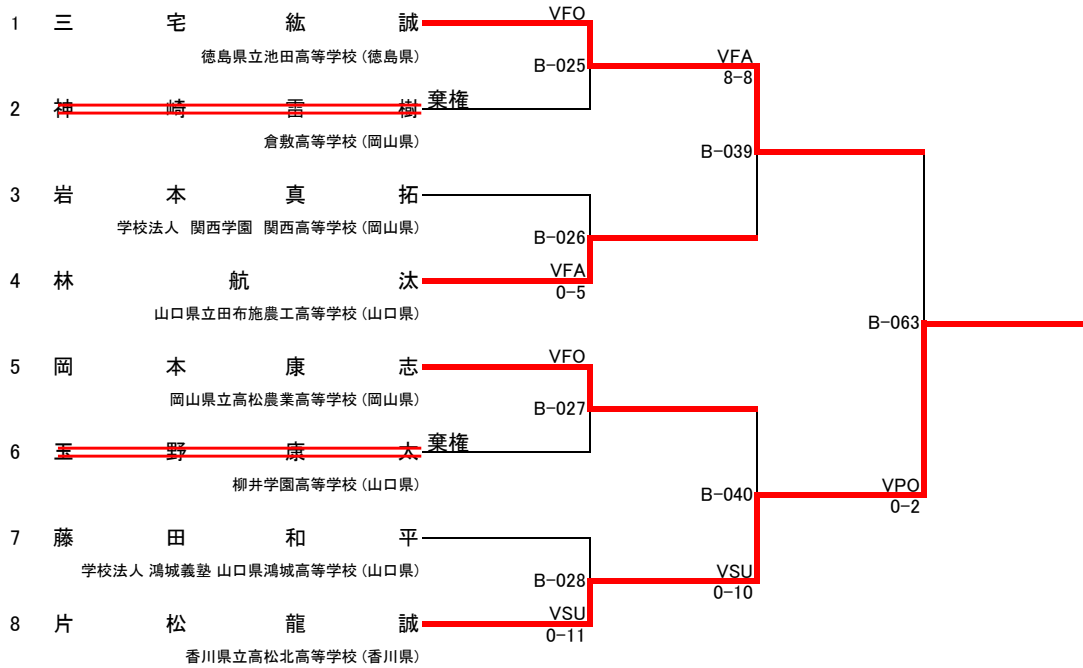 1 三宅紘誠 VFO
徳島県立池田高等学校 (徳島県)
B-025
VFA
8-8
2 神崎雷樹 棄権
倉敷高等学校 (岡山県)
B-039
3 岩本真拓
学校法人 関西学園 関西高等学校 (岡山県)
B-026
4 林航汰 VFA
0-5
山口県立田布施農工高等学校 (山口県)
B-063
5 岡本康志 VFO
岡山県立高松農業高等学校 (岡山県)
B-027
6 玉野康太 棄権
柳井学園高等学校 (山口県)
B-040
VPO
0-2
7 藤田和平
学校法人 鴻城義塾 山口県鴻城高等学校 (山口県)
B-028
VSU
0-10
8 片松龍誠 VSU
0-11
香川県立高松北高等学校 (香川県)